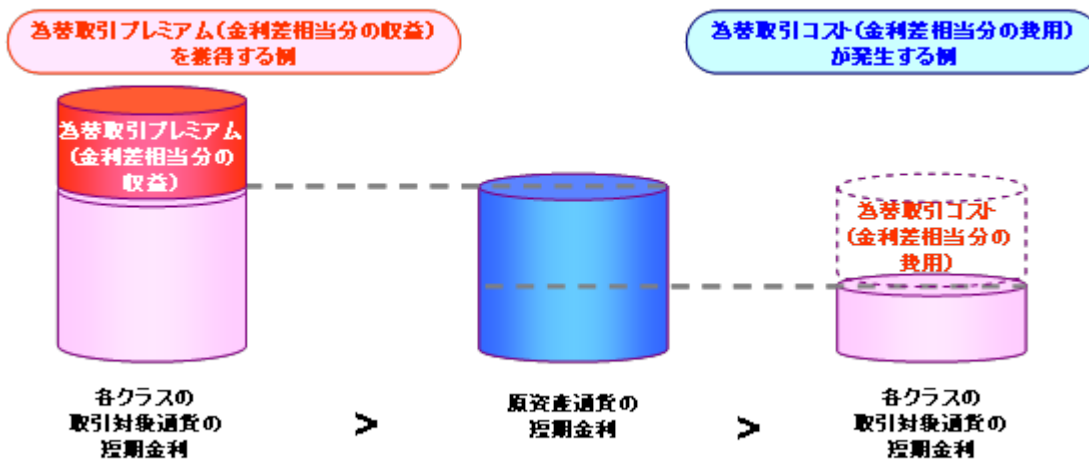 為替取引プレミアム(金利差相当分の収益)
を獲得する例
為替取引コスト(金利差相当分の費用)
が発生する例
為替取引プレミアム
(金利差相当分の
収益)
為替取引コスト
(金利差相当分の
費用)
各クラスの
取引対象通貨の
短期金利
>
原資産通貨の
短期金利
>
各クラスの
取引対象通貨の
短期金利